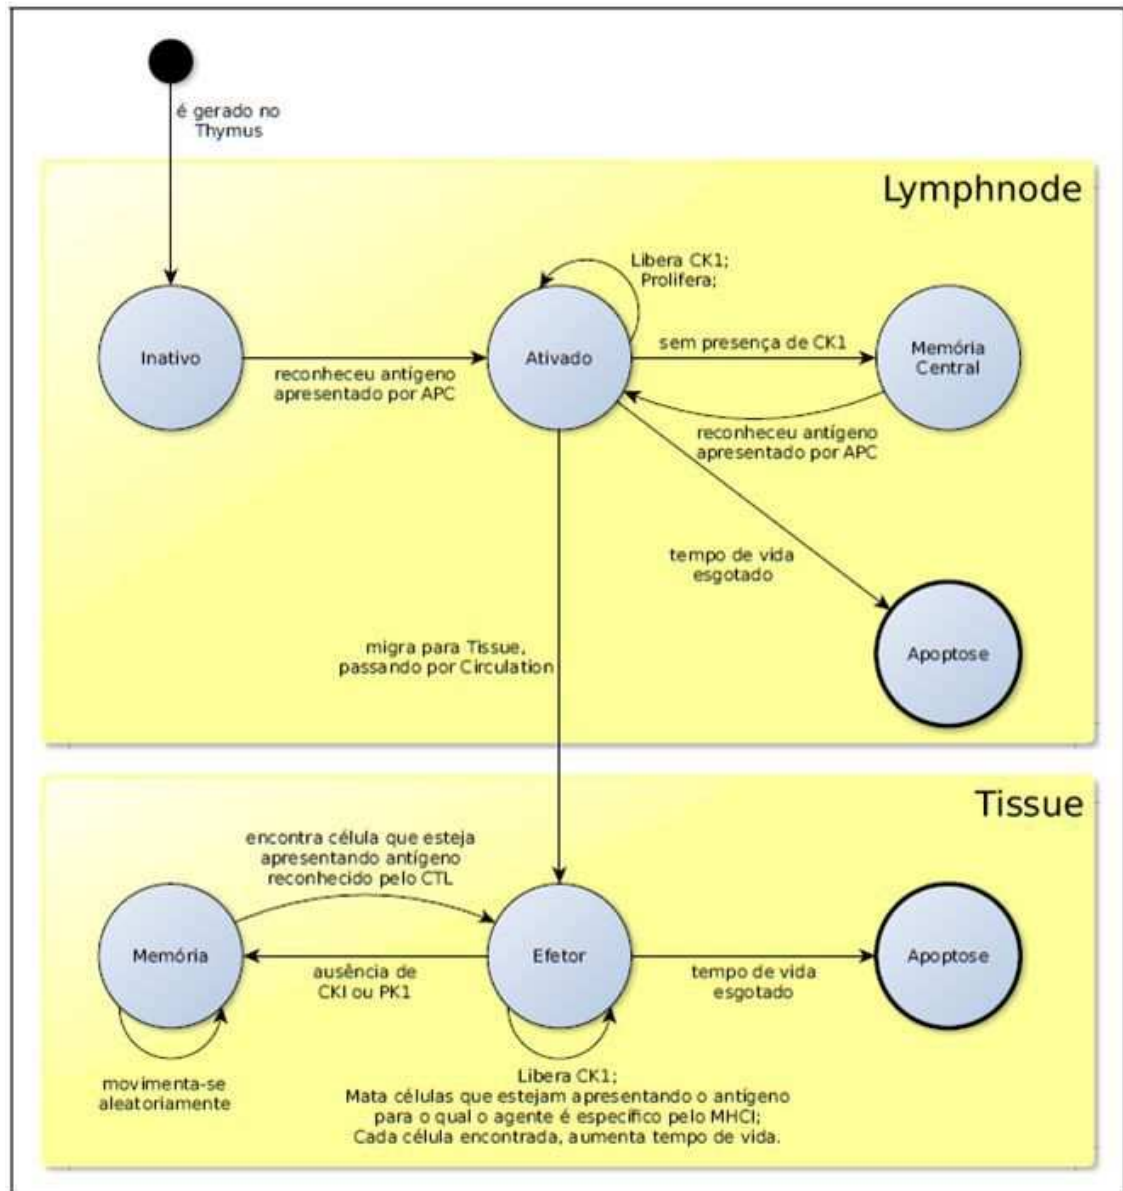 é gerado no
Thymus
Lymphnode
Libera CK1;
Prolifera;
Inativo
reconheceu antígeno
apresentado por APC
Ativado
sem presença de CK1
Memória
Central
reconheceu antígeno
apresentado por APC
tempo de vida
esgotado
Apoptose
migra para Tissue,
passando por Circulation
Tissue
encontra célula que esteja
apresentando antígeno
reconhecido pelo CTL
Memória
ausência de
CKI ou PK1
Efetor
tempo de vida
esgotado
Apoptose
movimenta-se
aleatoriamente
Libera CK1;
Mata células que estejam apresentando o antígeno
para o qual o agente é específico pelo MHCI;
Cada célula encontrada, aumenta tempo de vida.